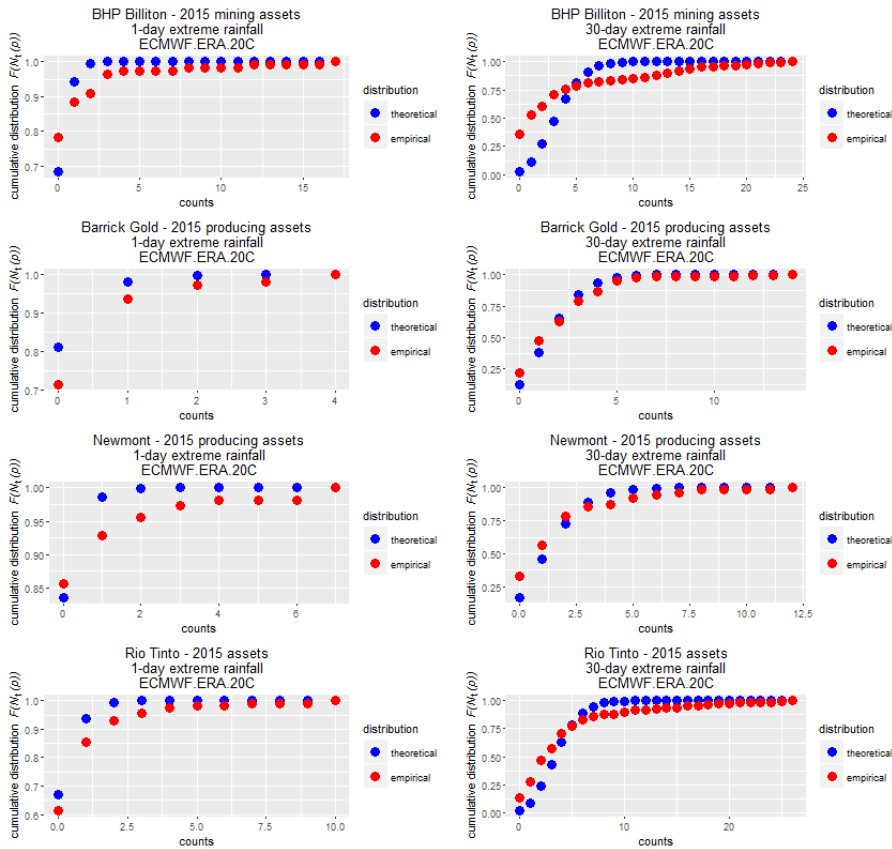 BHP Billiton - 2015 mining assets
1-day extreme rainfall
ECMWF.ERA.20C
cumulative distribution F(Nt(ρ))
1.0
0.9
0.8
0.7
0
5
10
15
counts
distribution
theoretical
empirical
BHP Billiton - 2015 mining assets
30-day extreme rainfall
ECMWF.ERA.20C
cumulative distribution F(Nt(ρ))
1.00
0.75
0.50
0.25
0.00
0
5
10
15
20
25
counts
distribution
theoretical
empirical
Barrick Gold - 2015 producing assets
1-day extreme rainfall
ECMWF.ERA.20C
cumulative distribution F(Nt(ρ))
1.0
0.9
0.8
0.7
0
1
2
3
4
counts
distribution
theoretical
empirical
Barrick Gold - 2015 producing assets
30-day extreme rainfall
ECMWF.ERA.20C
cumulative distribution F(Nt(ρ))
1.00
0.75
0.50
0.25
0
5
10
counts
distribution
theoretical
empirical
Newmont - 2015 producing assets
1-day extreme rainfall
ECMWF.ERA.20C
cumulative distribution F(Nt(ρ))
1.00
0.95
0.90
0.85
0
2
4
6
counts
distribution
theoretical
empirical
Newmont - 2015 producing assets
30-day extreme rainfall
ECMWF.ERA.20C
cumulative distribution F(Nt(ρ))
1.00
0.75
0.50
0.25
0.0
2.5
5.0
7.5
10.0
12.5
counts
distribution
theoretical
empirical
Rio Tinto - 2015 assets
1-day extreme rainfall
ECMWF.ERA.20C
cumulative distribution F(Nt(ρ))
1.0
0.9
0.8
0.7
0.6
0.0
2.5
5.0
7.5
10.0
counts
distribution
theoretical
empirical
Rio Tinto - 2015 assets
30-day extreme rainfall
ECMWF.ERA.20C
cumulative distribution F(Nt(ρ))
1.00
0.75
0.50
0.25
0.00
0
10
20
counts
distribution
theoretical
empirical